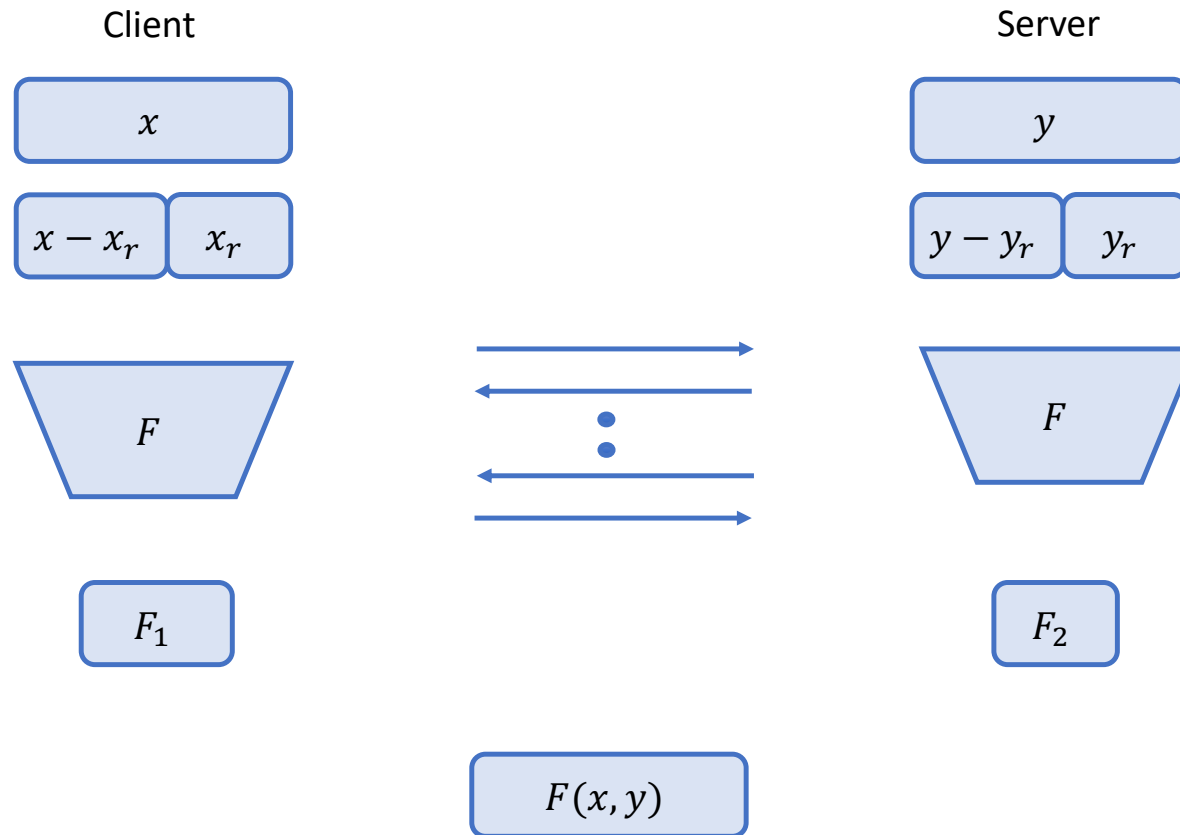 Client Server
x y
x − x_r x_r y − y_r y_r
F F
F_1 F_2
F(x, y)